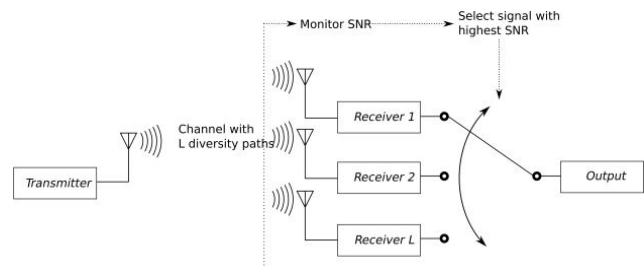 Monitor SNR
Select signal with
highest SNR
Receiver 1
Channel with
L diversity paths
Receiver 2
Transmitter
Output
Receiver L